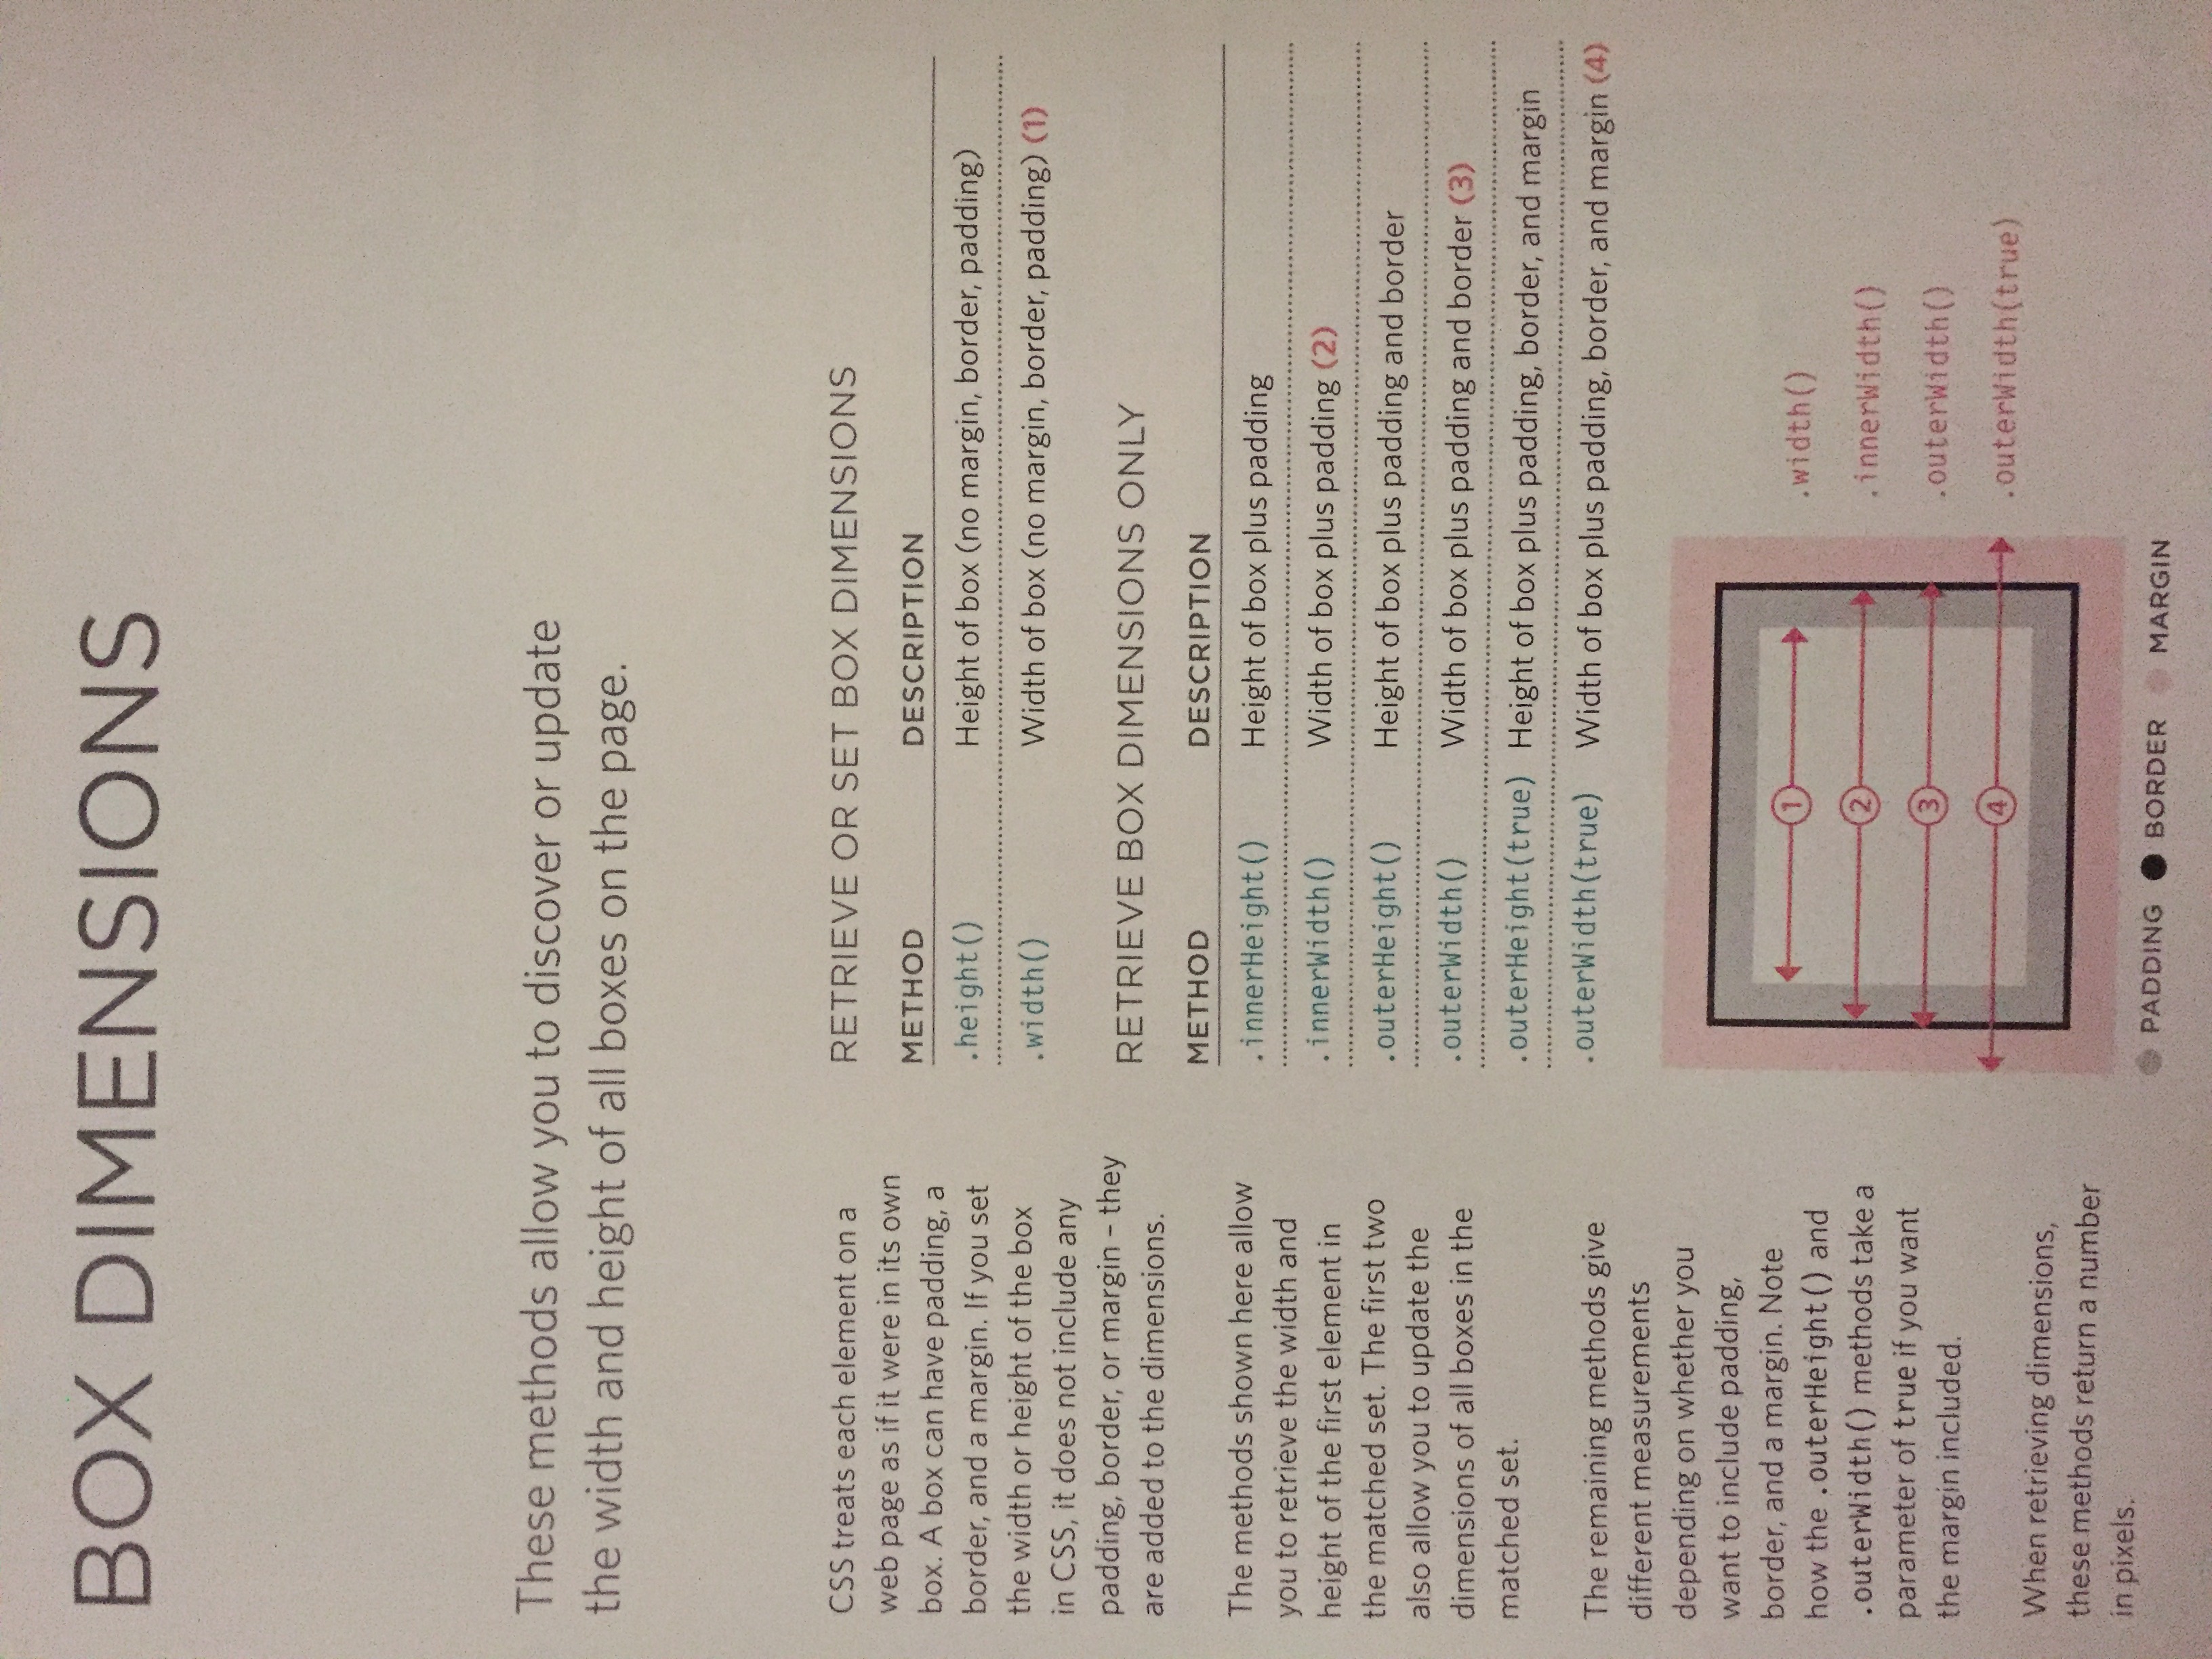 BOX DIMENSIONS
These methods allow you to discover or update
the width and height of all boxes on the page.
CSS treats each element on a
web page as if it were in its own
box. A box can have padding, a
border, and a margin. If you set
the width or height of the box
in CSS, it does not include any
padding, border, or margin – they
are added to the dimensions.
The methods shown here allow
you to retrieve the width and
height of the first element in
the matched set. The first two
also allow you to update the
dimensions of all boxes in the
matched set.
The remaining methods give
different measurements
depending on whether you
want to include padding,
border, and a margin. Note
how the .outerHeight() and
.outerWidth() methods take a
parameter of true if you want
the margin included.
When retrieving dimensions,
these methods return a number
in pixels.
RETRIEVE OR SET BOX DIMENSIONS
METHOD DESCRIPTION
.height() Height of box (no margin, border, padding)
.width() Width of box (no margin, border, padding) (1)
RETRIEVE BOX DIMENSIONS ONLY
METHOD DESCRIPTION
.innerHeight() Height of box plus padding
.innerWidth() Width of box plus padding (2)
.outerHeight() Height of box plus padding and border
.outerWidth() Width of box plus padding and border (3)
.outerHeight(true) Height of box plus padding, border, and margin
.outerWidth(true) Width of box plus padding, border, and margin (4)
1 .width()
2 .innerWidth()
3 .outerWidth()
4 .outerWidth(true)
PADDING BORDER MARGIN